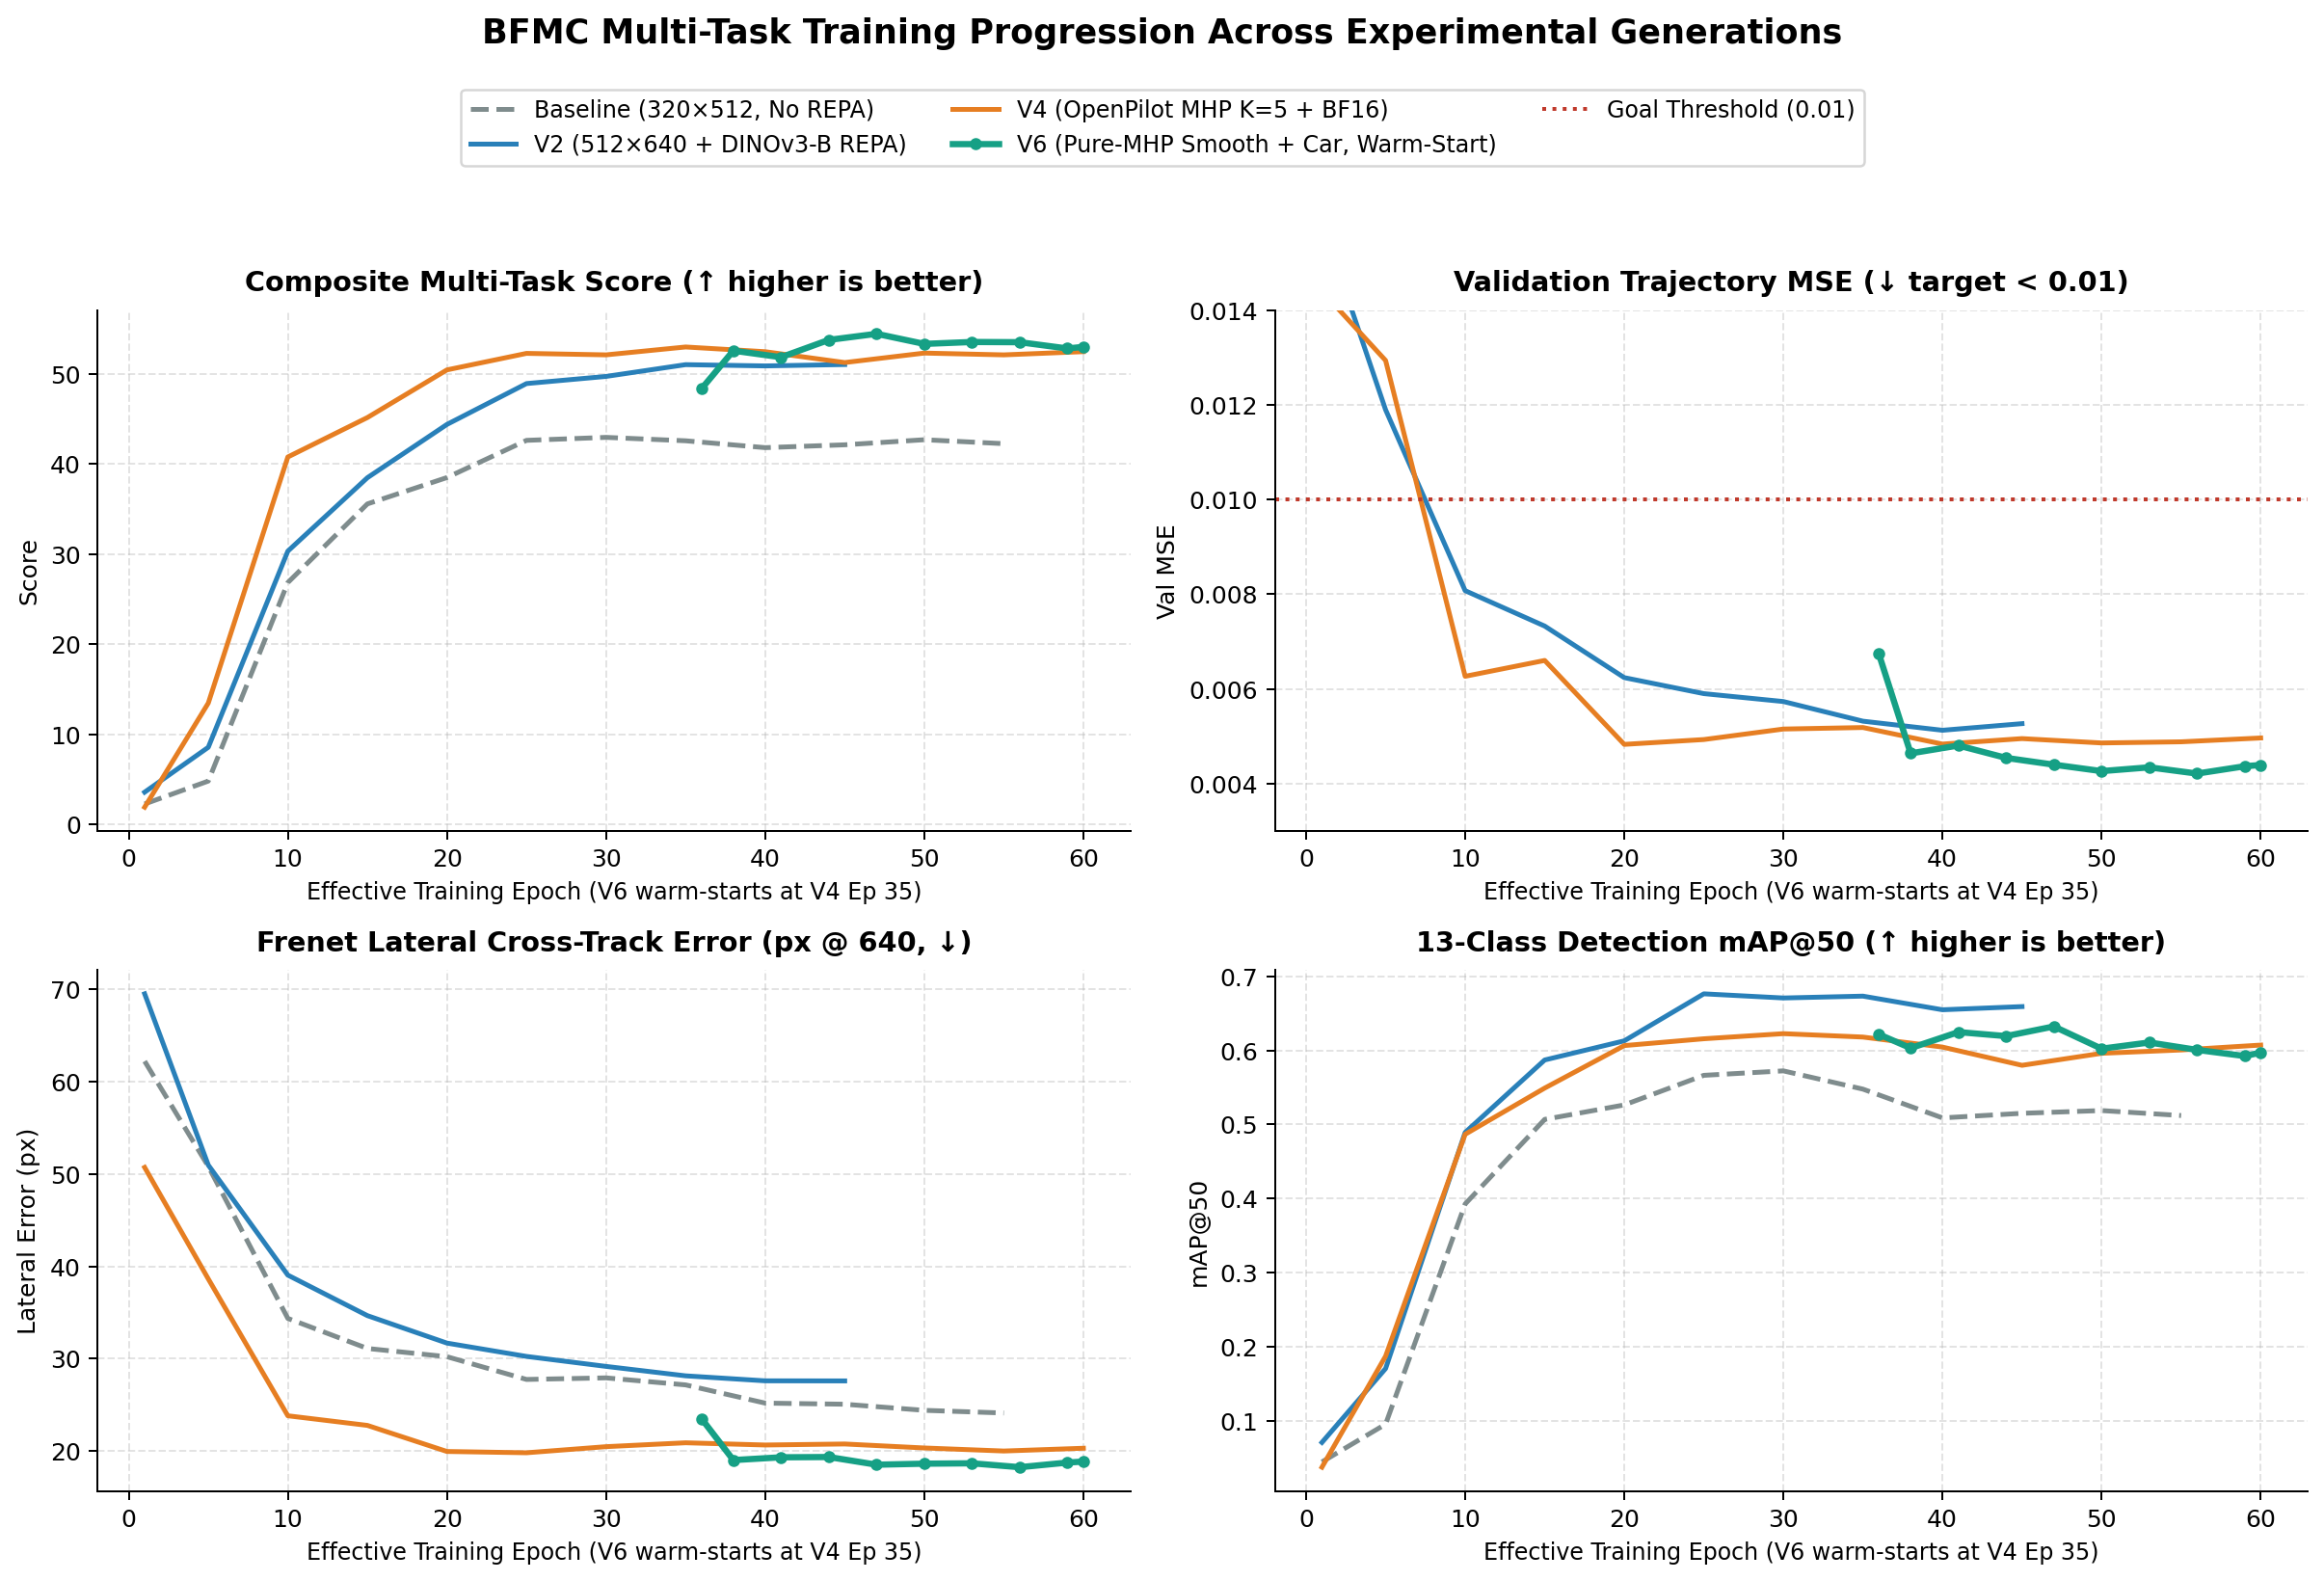 BFMC Multi-Task Training Progression Across Experimental Generations
Baseline (320×512, No REPA)
V2 (512×640 + DINOv3-B REPA)
V4 (OpenPilot MHP K=5 + BF16)
V6 (Pure-MHP Smooth + Car, Warm-Start)
Goal Threshold (0.01)
Composite Multi-Task Score (↑ higher is better)
Score
50
40
30
20
10
0
0 10 20 30 40 50 60
Effective Training Epoch (V6 warm-starts at V4 Ep 35)
Validation Trajectory MSE (↓ target < 0.01)
Val MSE
0.014
0.012
0.010
0.008
0.006
0.004
0 10 20 30 40 50 60
Effective Training Epoch (V6 warm-starts at V4 Ep 35)
Frenet Lateral Cross-Track Error (px @ 640, ↓)
Lateral Error (px)
70
60
50
40
30
20
0 10 20 30 40 50 60
Effective Training Epoch (V6 warm-starts at V4 Ep 35)
13-Class Detection mAP@50 (↑ higher is better)
mAP@50
0.7
0.6
0.5
0.4
0.3
0.2
0.1
0 10 20 30 40 50 60
Effective Training Epoch (V6 warm-starts at V4 Ep 35)